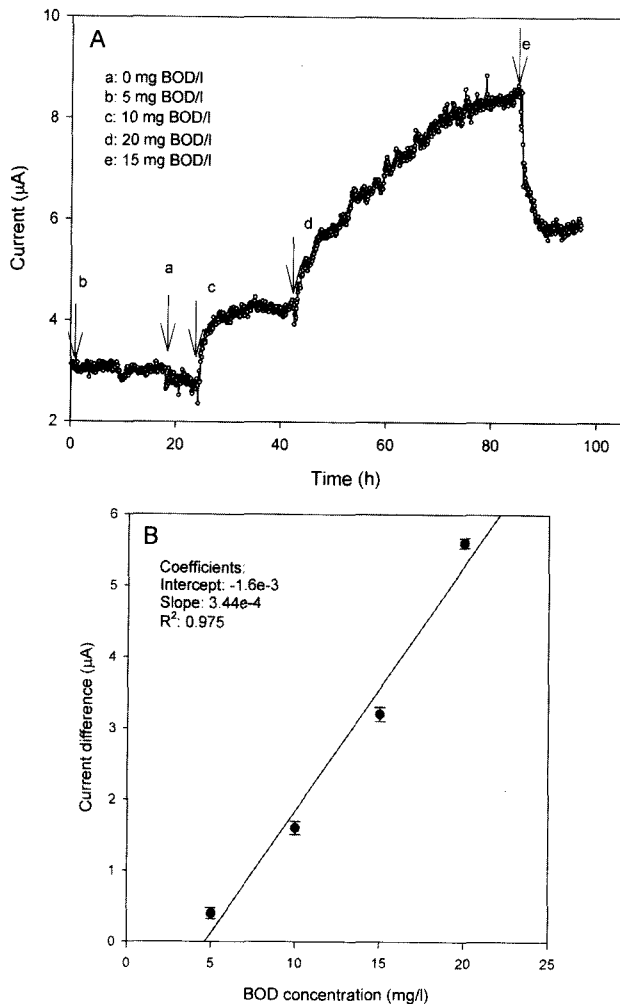 A
a: 0 mg BOD/l
b: 5 mg BOD/l
c: 10 mg BOD/l
d: 20 mg BOD/l
e: 15 mg BOD/l
b
a
c
d
e
10
8
6
4
2
Current (μA)
0 20 40 60 80 100
Time (h)
B
Coefficients:
Intercept: -1.6e-3
Slope: 3.44e-4
R²: 0.975
6
5
4
3
2
1
0
Current difference (μA)
0 5 10 15 20 25
BOD concentration (mg/l)